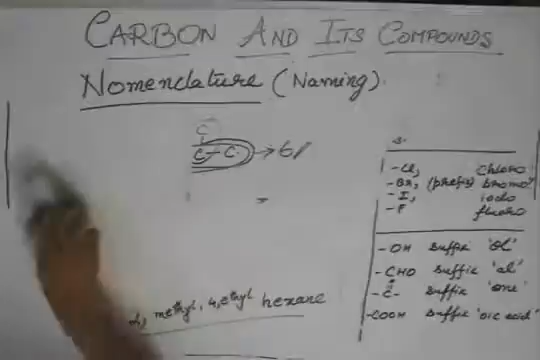 CARBON AND ITS COMPOUNDS
Nomenclature (Naming)
C
C - C → 6
-Cl, Chloro
-Br, (prefix) bromo
-I, iodo
-F fluoro
-OH suffix 'ol'
-CHO suffix 'al'
-C- suffix 'one'
-COOH suffix 'oic acid'
methyl, 4, ethyl hexane